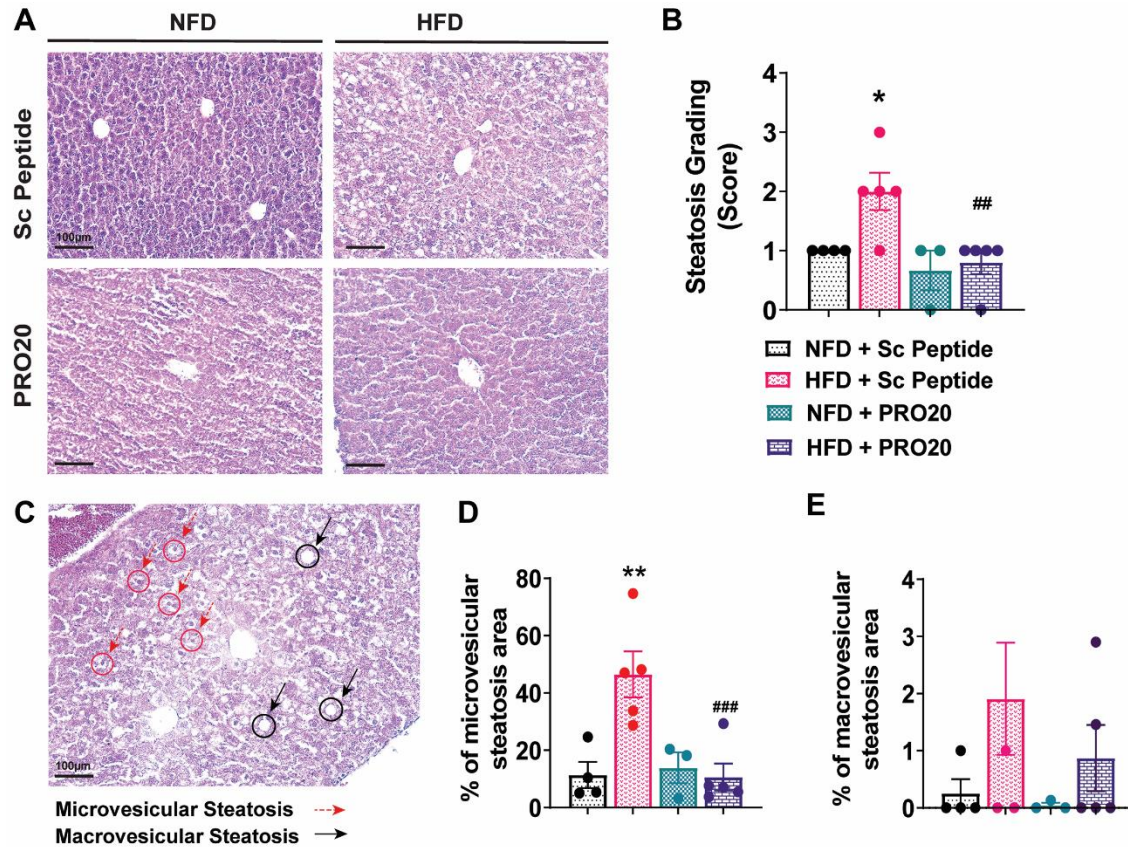 A
NFD
HFD
Sc Peptide
100µm
PRO20
B
Steatosis Grading
(Score)
4
3
2
1
0
*
##
NFD + Sc Peptide
HFD + Sc Peptide
NFD + PRO20
HFD + PRO20
C
100µm
Microvesicular Steatosis
Macrovesicular Steatosis
D
% of microvesicular
steatosis area
80
60
40
20
0
**
###
E
% of macrovesicular
steatosis area
4
3
2
1
0